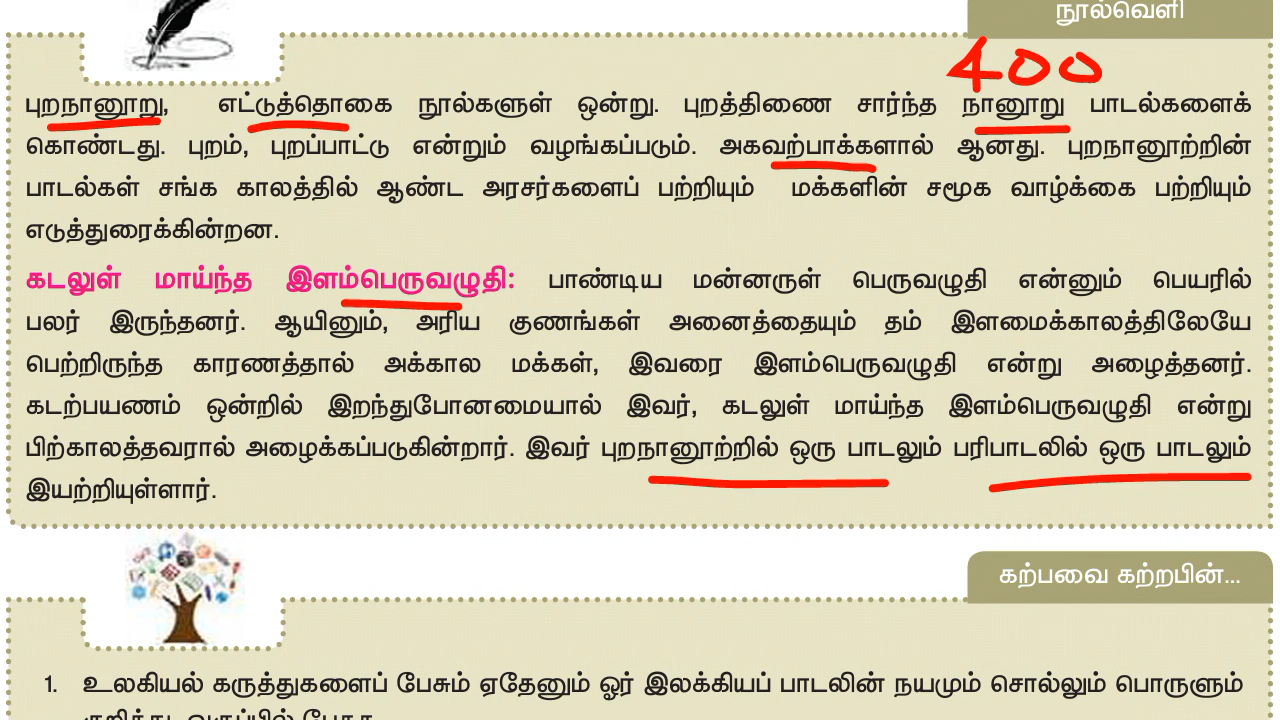 நூல்வெளி
400
புறநானூறு, எட்டுத்தொகை நூல்களுள் ஒன்று. புறத்திணை சார்ந்த நானூறு பாடல்களைக்
கொண்டது. புறம், புறப்பாட்டு என்றும் வழங்கப்படும். அகவற்பாக்களால் ஆனது. புறநானூற்றின்
பாடல்கள் சங்க காலத்தில் ஆண்ட அரசர்களைப் பற்றியும் மக்களின் சமூக வாழ்க்கை பற்றியும்
எடுத்துரைக்கின்றன.
கடலுள் மாய்ந்த இளம்பெருவழுதி: பாண்டிய மன்னருள் பெருவழுதி என்னும் பெயரில்
பலர் இருந்தனர். ஆயினும், அரிய குணங்கள் அனைத்தையும் தம் இளமைக்காலத்திலேயே
பெற்றிருந்த காரணத்தால் அக்கால மக்கள், இவரை இளம்பெருவழுதி என்று அழைத்தனர்.
கடற்பயணம் ஒன்றில் இறந்துபோனமையால் இவர், கடலுள் மாய்ந்த இளம்பெருவழுதி என்று
பிற்காலத்தவரால் அழைக்கப்படுகின்றார். இவர் புறநானூற்றில் ஒரு பாடலும் பரிபாடலில் ஒரு பாடலும்
இயற்றியுள்ளார்.
கற்பவை கற்றபின்...
1. உலகியல் கருத்துகளைப் பேசும் ஏதேனும் ஓர் இலக்கியப் பாடலின் நயமும் சொல்லும் பொருளும்